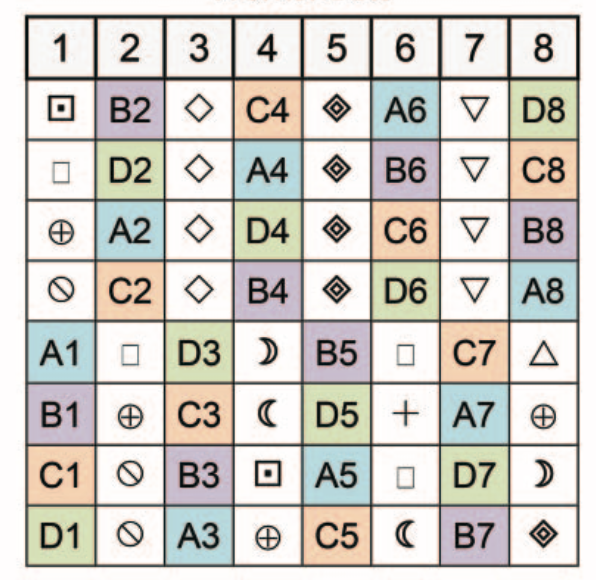 1 2 3 4 5 6 7 8
⊡ B2 ◇ C4 ⟐ A6 ▽ D8
□ D2 ◇ A4 ⟐ B6 ▽ C8
⊕ A2 ◇ D4 ⟐ C6 ▽ B8
⦸ C2 ◇ B4 ⟐ D6 ▽ A8
A1 □ D3 ☽ B5 □ C7 △
B1 ⊕ C3 ☾ D5 + A7 ⊕
C1 ⦸ B3 ⊡ A5 □ D7 ☽
D1 ⦸ A3 ⊕ C5 ☾ B7 ⟐